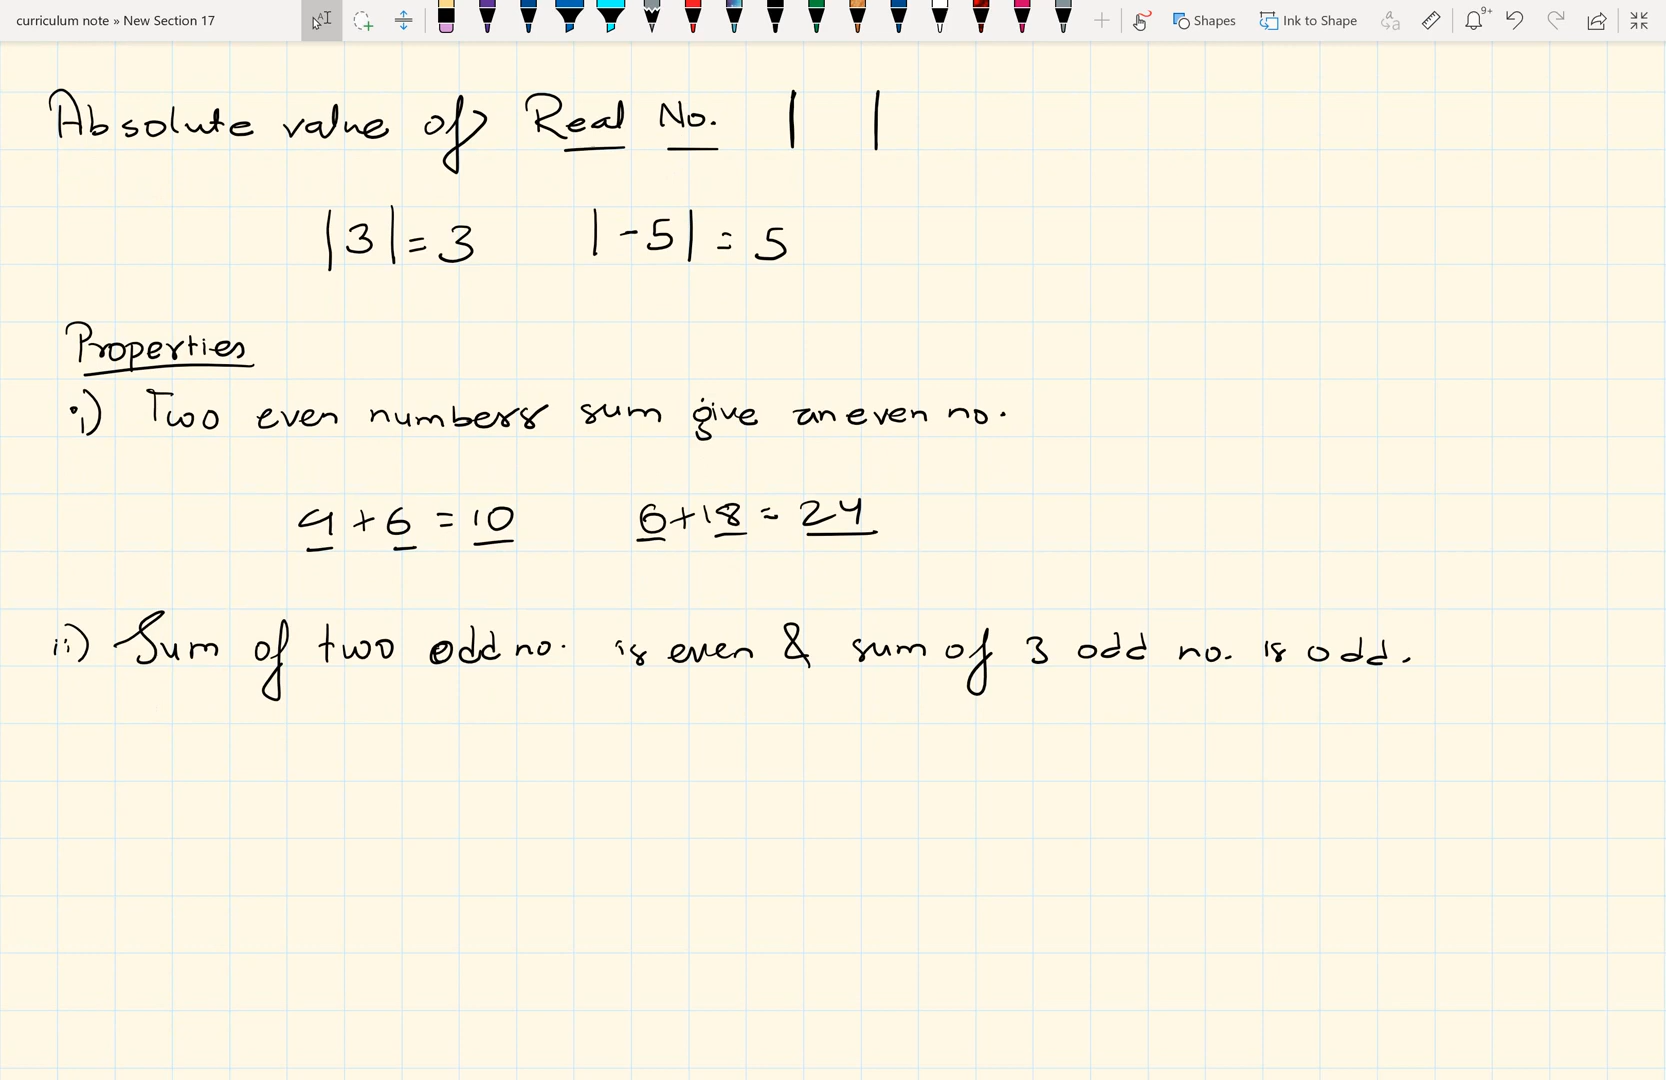 curriculum note » New Section 17
Shapes
Ink to Shape
9+
Absolute value of Real No. | |
|3| = 3 |-5| = 5
Properties
i) Two even numbers sum give an even no.
4 + 6 = 10 6 + 18 = 24
ii) Sum of two odd no. is even & sum of 3 odd no. is odd.